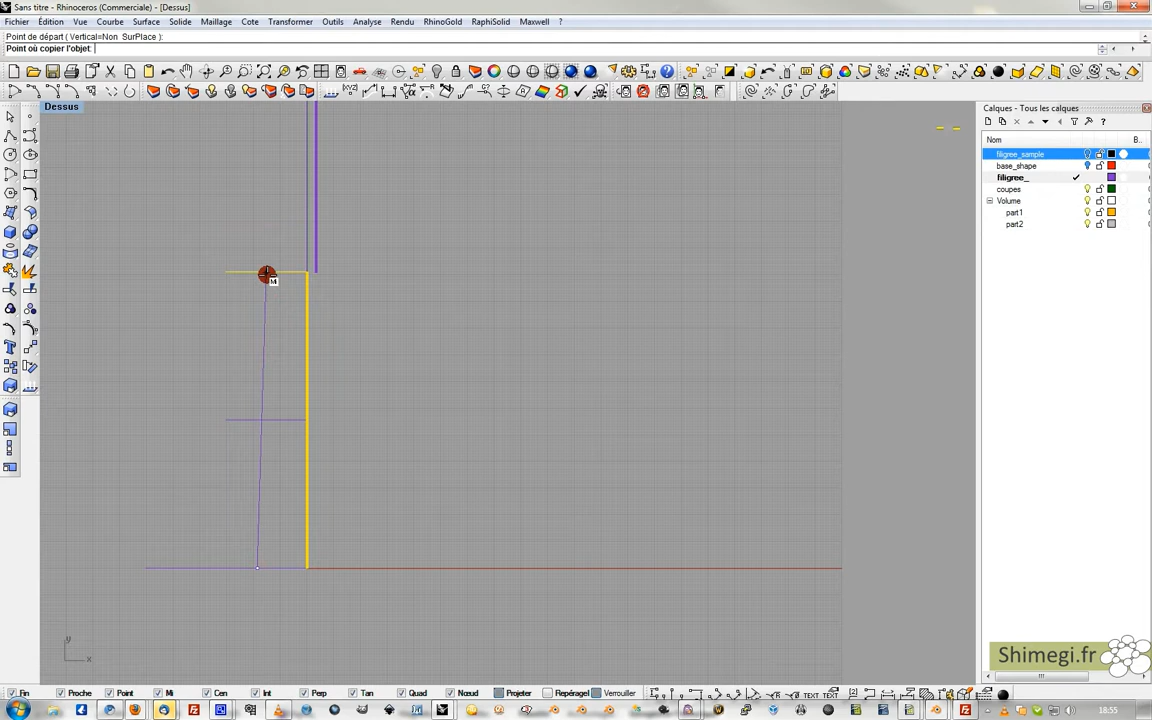 Sans titre - Rhinoceros (Commerciale) - [Dessus]
Fichier Édition Vue Courbe Surface Solide Maillage Cote Transformer Outils Analyse Rendu RhinoGold RaphiSolid Maxwell ?
Point de départ ( Vertical=Non SurPlace ):
Point où copier l'objet:
Dessus
Calques - Tous les calques
Nom B..
filigree_sample
base_shape
filigree_
coupes
Volume
part1
part2
Mi
y
x
Shimegi.fr
Fin Proche Point Mi Cen Int Perp Tan Quad Nœud Projeter Repéragel Verrouiller
18:55